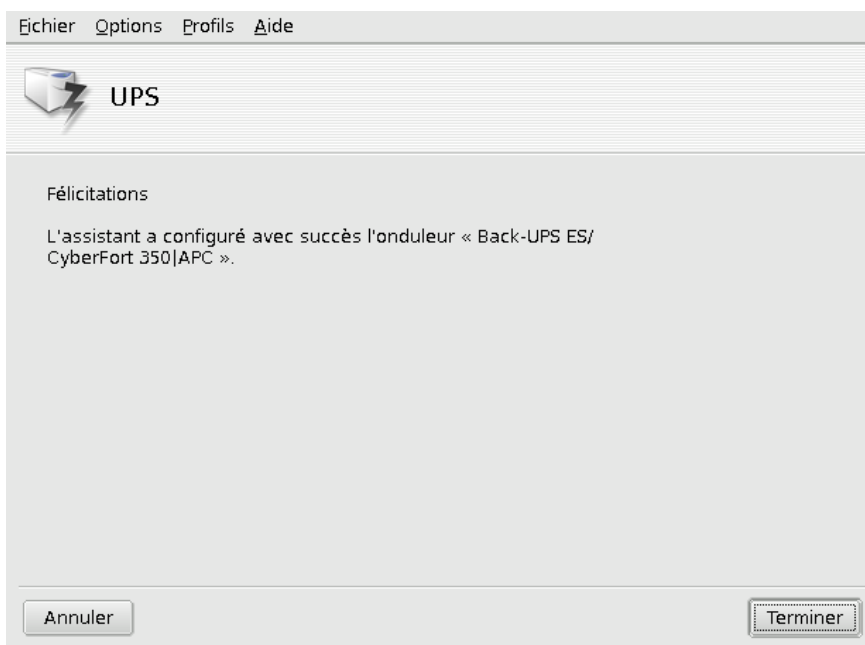 Fichier Options Profils Aide
UPS
Félicitations
L'assistant a configuré avec succès l'onduleur « Back-UPS ES/
CyberFort 350|APC ».
Annuler
Terminer